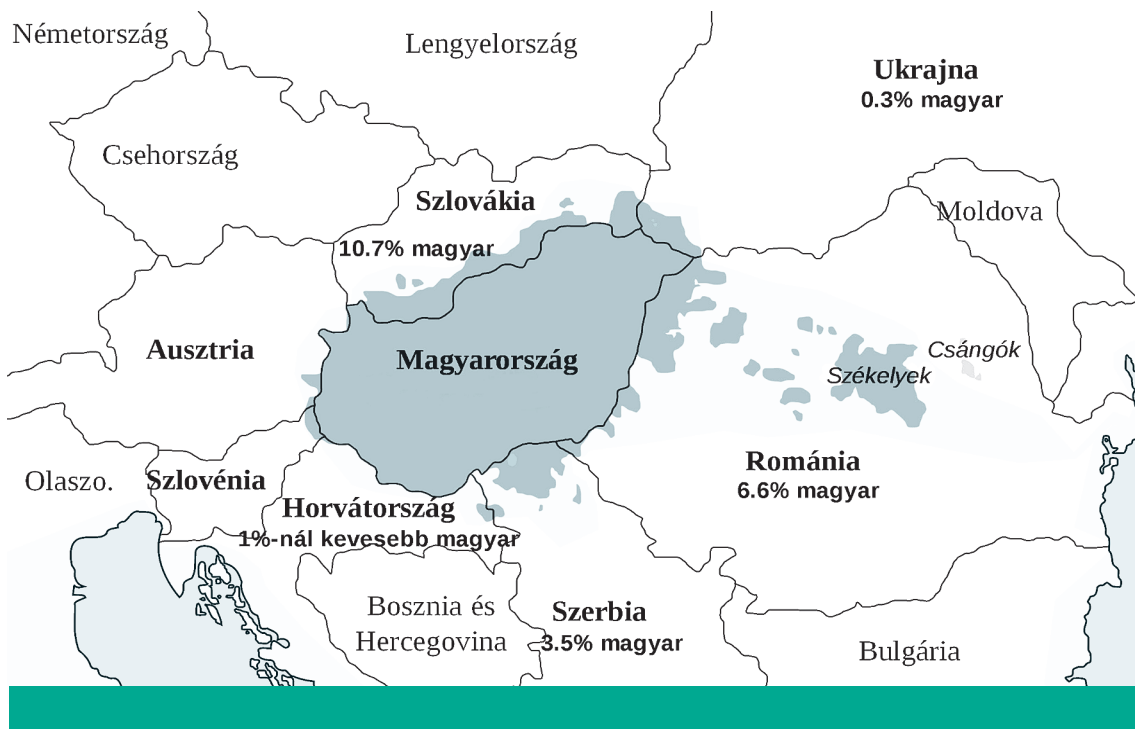 Németország
Lengyelország
Ukrajna
0.3% magyar
Csehország
Szlovákia
Moldova
10.7% magyar
Ausztria
Magyarország
Csángók
Székelyek
Románia
6.6% magyar
Olaszo.
Szlovénia
Horvátország
1%-nál kevesebb magyar
Bosznia és
Hercegovina
Szerbia
3.5% magyar
Bulgária